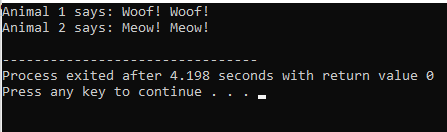 Animal 1 says: Woof! Woof!
Animal 2 says: Meow! Meow!
--------------------------------
Process exited after 4.198 seconds with return value 0
Press any key to continue . . .